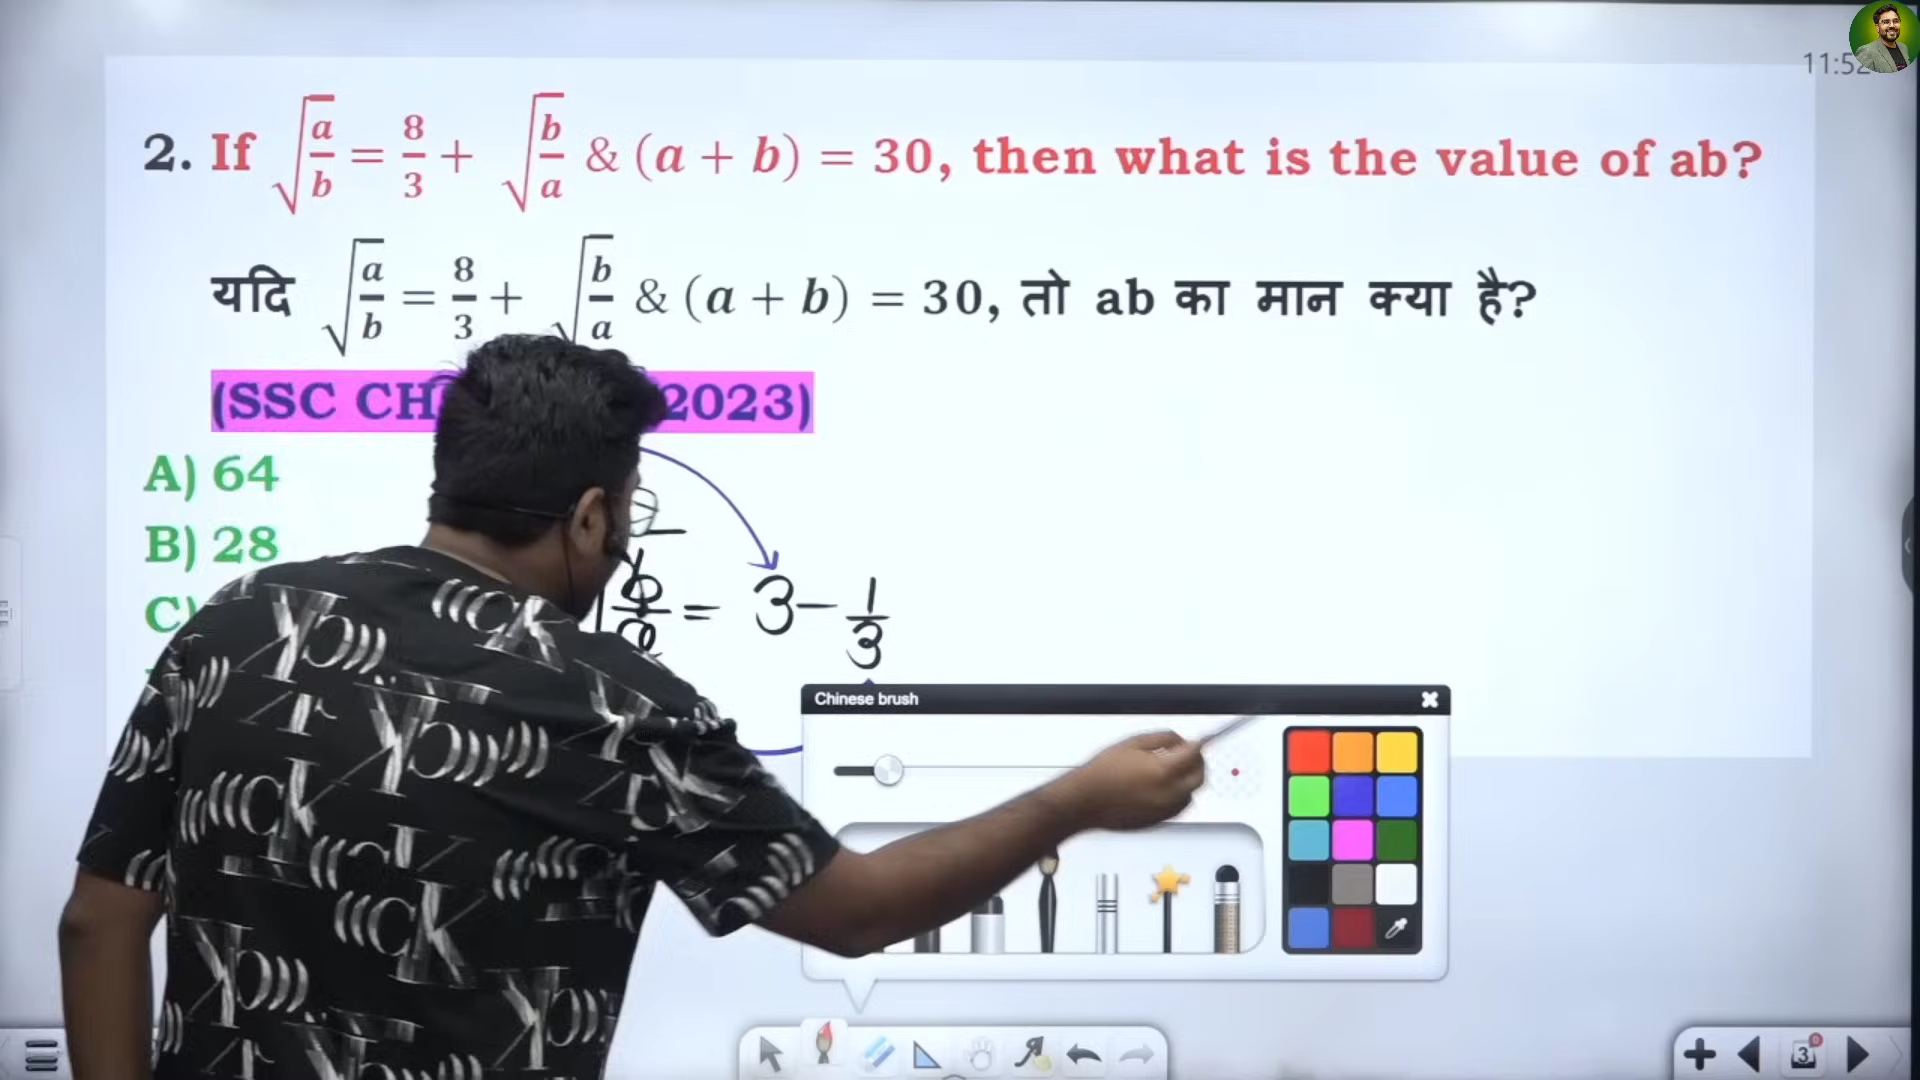 2. If √a/b = 8/3 + √b/a & (a + b) = 30, then what is the value of ab?
यदि √a/b = 8/3 + √b/a & (a + b) = 30, तो ab का मान क्या है?
(SSC CH 2023)
A) 64
B) 28
C)
b/a = 3 - 1/3
Chinese brush
11:52
3